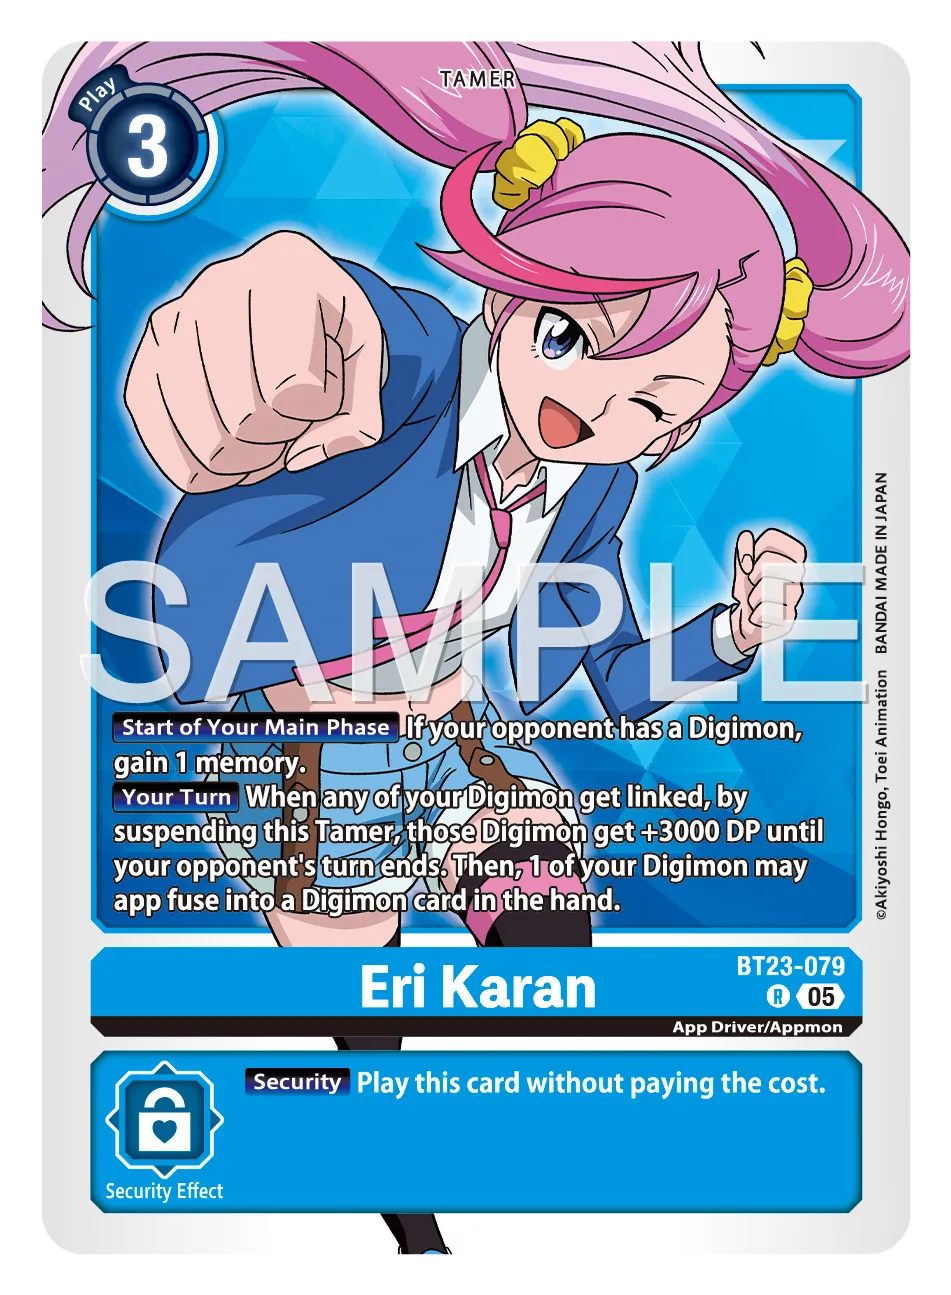 TAMER
Play
3
SAMPLE
[Start of Your Main Phase] If your opponent has a Digimon,
gain 1 memory.
[Your Turn] When any of your Digimon get linked, by
suspending this Tamer, those Digimon get +3000 DP until
your opponent's turn ends. Then, 1 of your Digimon may
app fuse into a Digimon card in the hand.
©Akiyoshi Hongo, Toei Animation BANDAI MADE IN JAPAN
Eri Karan
BT23-079
R 05
App Driver/Appmon
Security Play this card without paying the cost.
Security Effect